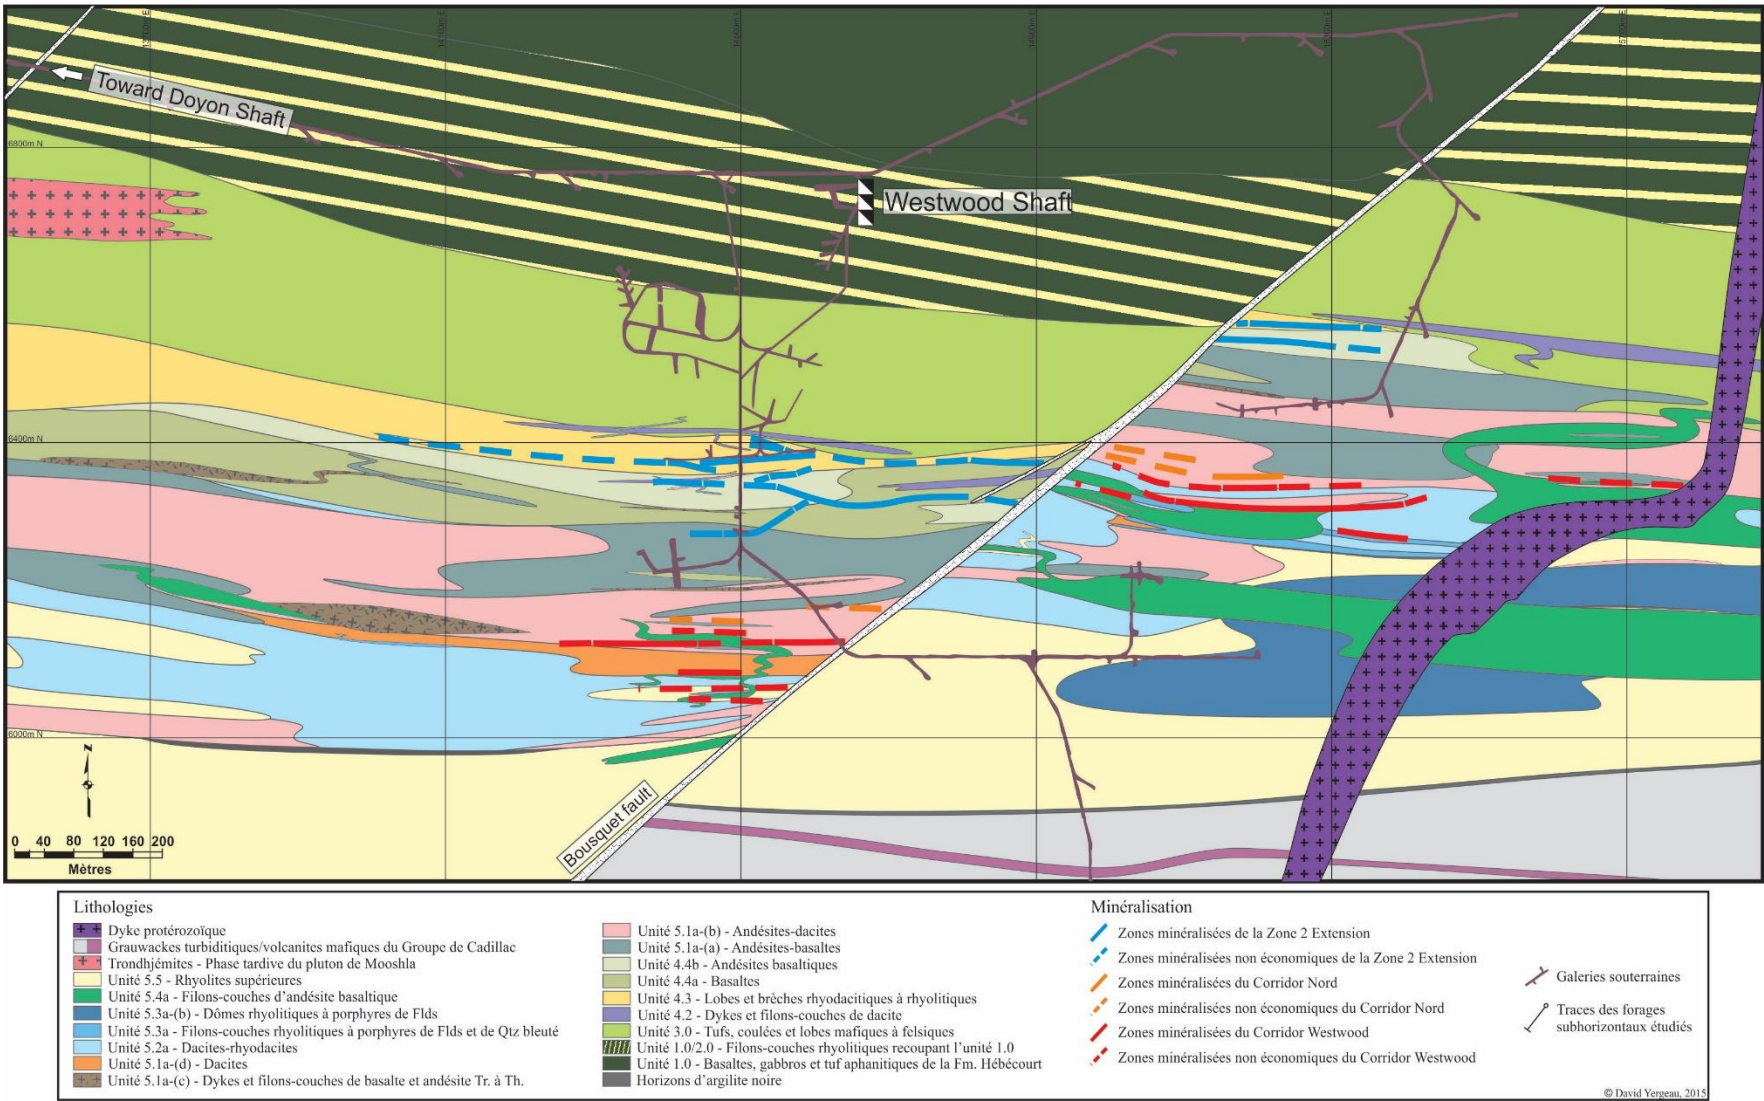 Toward Doyon Shaft
6800m N
Westwood Shaft
6400m N
6000m N
Bousquet fault
N
0 40 80 120 160 200
Mètres
Lithologies
Dyke protérozoïque
Grauwackes turbiditiques/volcanites mafiques du Groupe de Cadillac
Trondhjémites - Phase tardive du pluton de Mooshla
Unité 5.5 - Rhyolites supérieures
Unité 5.4a - Filons-couches d'andésite basaltique
Unité 5.3a-(b) - Dômes rhyolitiques à porphyres de Flds
Unité 5.3a - Filons-couches rhyolitiques à porphyres de Flds et de Qtz bleuté
Unité 5.2a - Dacites-rhyodacites
Unité 5.1a-(d) - Dacites
Unité 5.1a-(c) - Dykes et filons-couches de basalte et andésite Tr. à Th.
Unité 5.1a-(b) - Andésites-dacites
Unité 5.1a-(a) - Andésites-basaltes
Unité 4.4b - Andésites basaltiques
Unité 4.4a - Basaltes
Unité 4.3 - Lobes et brèches rhyodacitiques à rhyolitiques
Unité 4.2 - Dykes et filons-couches de dacite
Unité 3.0 - Tufs, coulées et lobes mafiques à felsiques
Unité 1.0/2.0 - Filons-couches rhyolitiques recoupant l'unité 1.0
Unité 1.0 - Basaltes, gabbros et tuf aphanitiques de la Fm. Hébécourt
Horizons d'argilite noire
Minéralisation
Zones minéralisées de la Zone 2 Extension
Zones minéralisées non économiques de la Zone 2 Extension
Zones minéralisées du Corridor Nord
Zones minéralisées non économiques du Corridor Nord
Zones minéralisées du Corridor Westwood
Zones minéralisées non économiques du Corridor Westwood
Galeries souterraines
Traces des forages
subhorizontaux étudiés
© David Yergeau, 2015